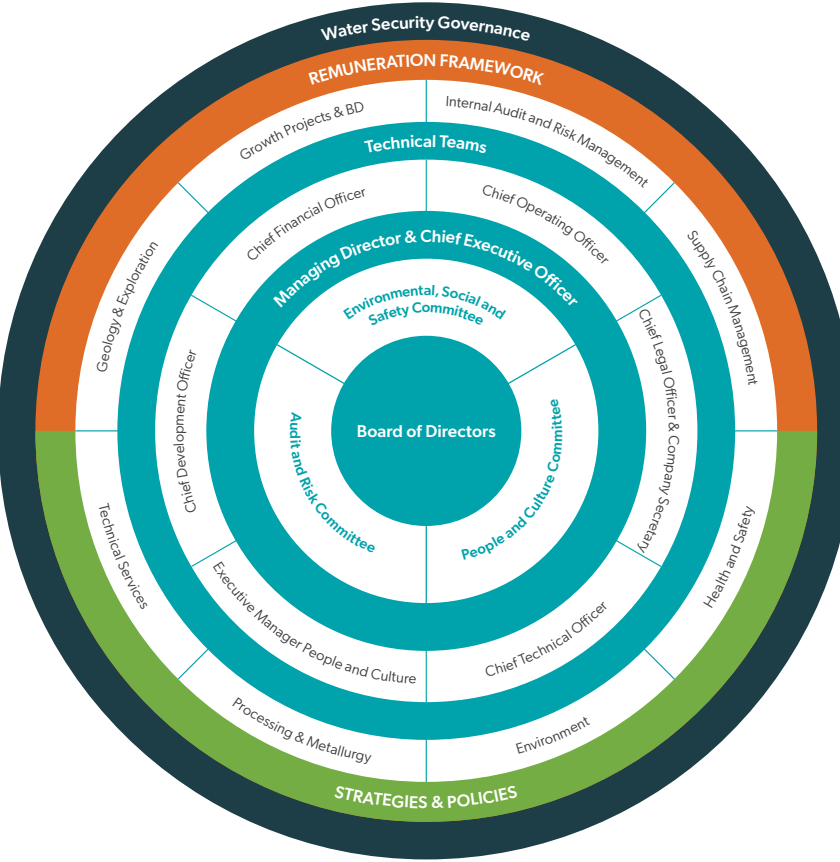 Water Security Governance
REMUNERATION FRAMEWORK
Growth Projects & BD
Internal Audit and Risk Management
Technical Teams
Chief Financial Officer
Chief Operating Officer
Geology & Exploration
Supply Chain Management
Managing Director & Chief Executive Officer
Environmental, Social and
Safety Committee
Chief Development Officer
Chief Legal Officer & Company Secretary
Board of Directors
Audit and Risk Committee
People and Culture Committee
Technical Services
Health and Safety
Executive Manager People and Culture
Chief Technical Officer
Processing & Metallurgy
Environment
STRATEGIES & POLICIES